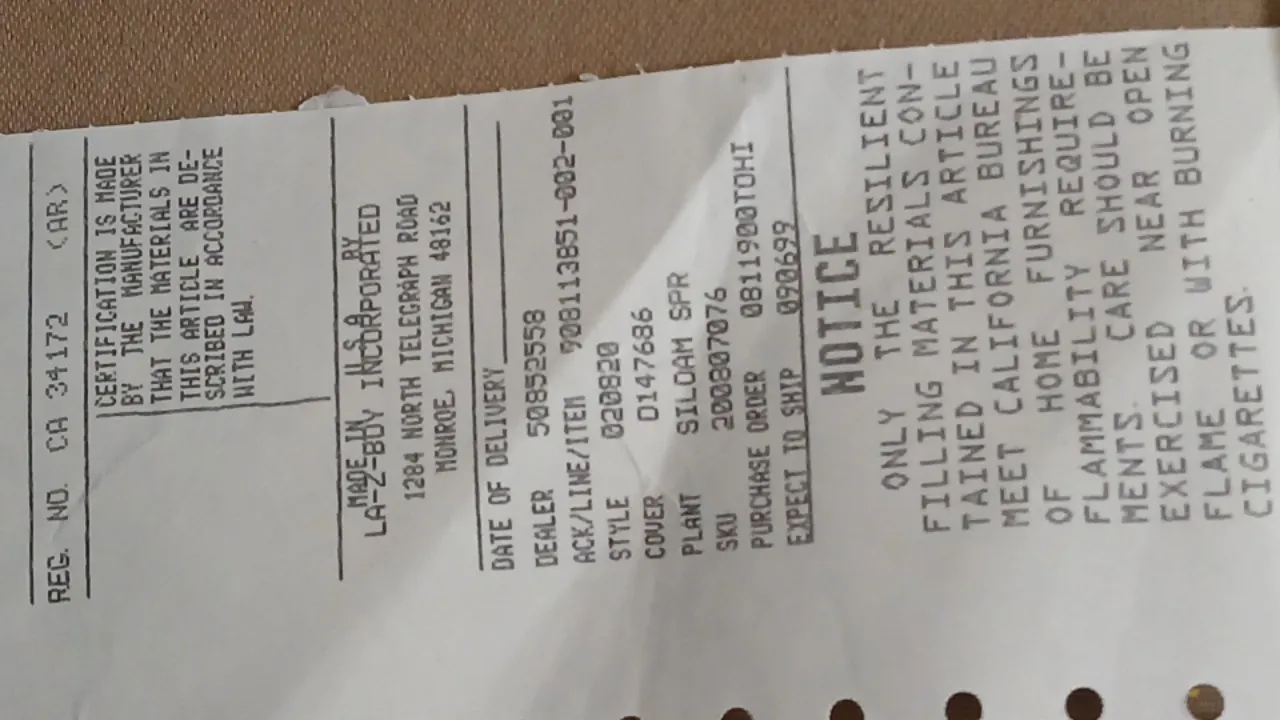 REG. NO. CA 34172 (AR)
CERTIFICATION IS MADE
BY THE MANUFACTURER
THAT THE MATERIALS IN
THIS ARTICLE ARE DE-
SCRIBED IN ACCORDANCE
WITH LAW.
MADE IN U.S.A. BY
LA-Z-BOY INCORPORATED
1284 NORTH TELEGRAPH ROAD
MONROE, MICHIGAN 48162
DATE OF DELIVERY
DEALER 50852558
ACK/LINE/ITEM 908113851-002-001
STYLE 020820
COVER D147686
PLANT SILOAM SPR
SKU 200807076
PURCHASE ORDER 0811900TOHI
EXPECT TO SHIP 090699
NOTICE
ONLY THE RESILIENT
FILLING MATERIALS CON-
TAINED IN THIS ARTICLE
MEET CALIFORNIA BUREAU
OF HOME FURNISHINGS
FLAMMABILITY REQUIRE-
MENTS. CARE SHOULD BE
EXERCISED NEAR OPEN
FLAME OR WITH BURNING
CIGARETTES.